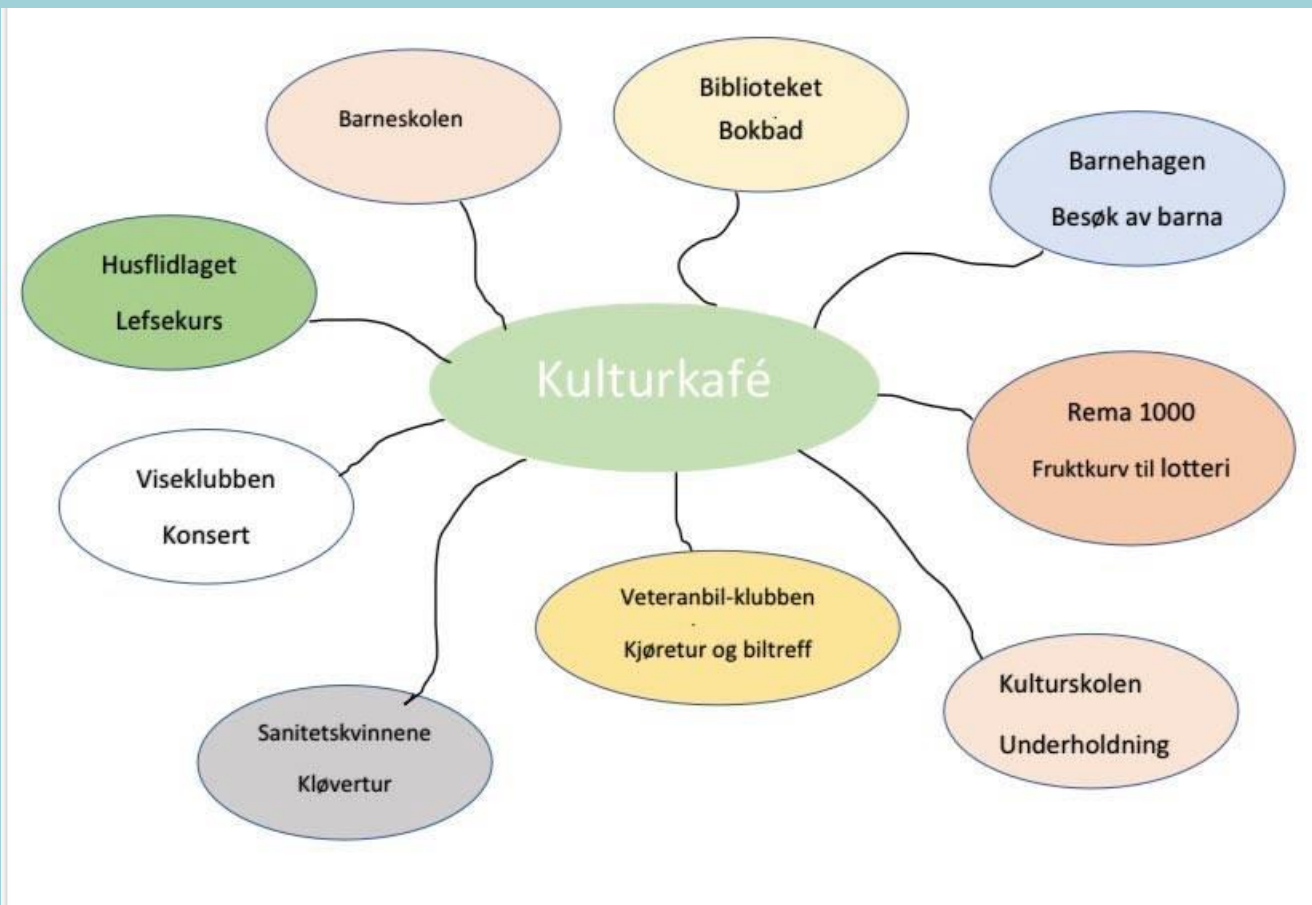 Barneskolen
Biblioteket
Bokbad
Barnehagen
Besøk av barna
Husflidlaget
Lefsekurs
Kulturkafé
Rema 1000
Fruktkurv til lotteri
Viseklubben
Konsert
Veteranbil-klubben
Kjøretur og biltreff
Kulturskolen
Underholdning
Sanitetskvinnene
Kløvertur